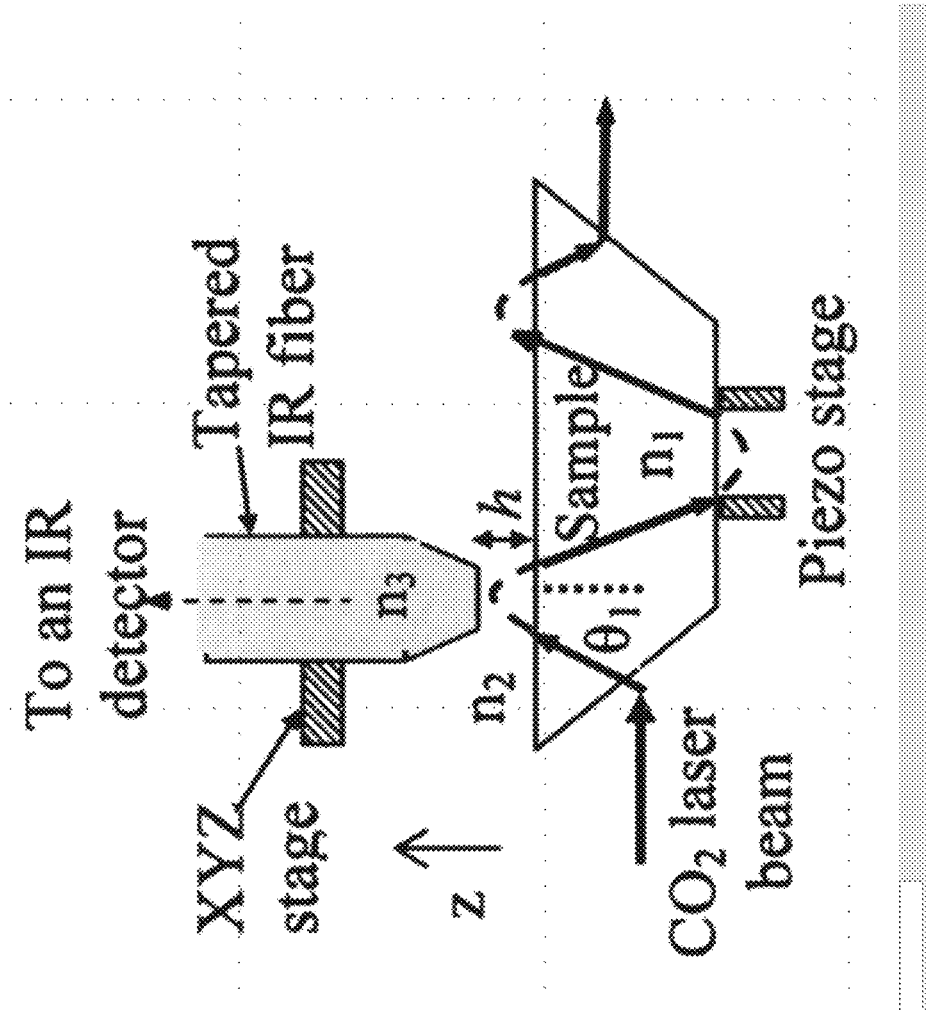 To an IR
detector
Tapered
IR fiber
XYZ
stage
n₃
z
n₂
h
θ₁
Sample
n₁
CO₂ laser
beam
Piezo stage